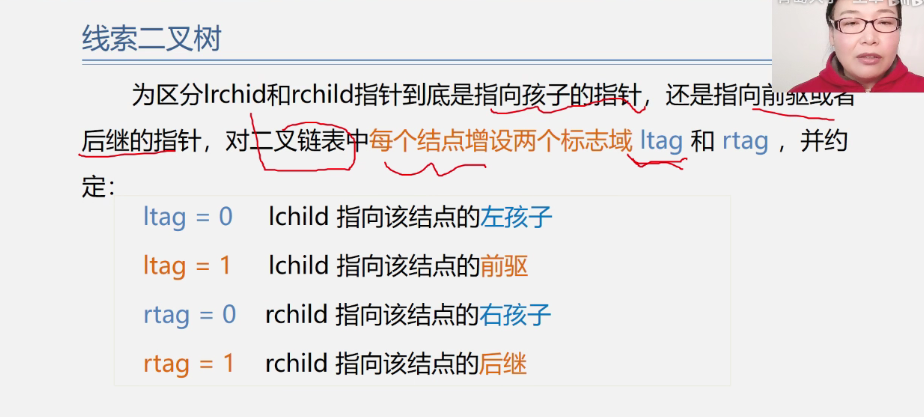 线索二叉树
为区分lrchid和rchild指针到底是指向孩子的指针，还是指向前驱或者
后继的指针，对二叉链表中每个结点增设两个标志域 ltag 和 rtag ，并约
定：
ltag = 0 lchild 指向该结点的左孩子
ltag = 1 lchild 指向该结点的前驱
rtag = 0 rchild 指向该结点的右孩子
rtag = 1 rchild 指向该结点的后继